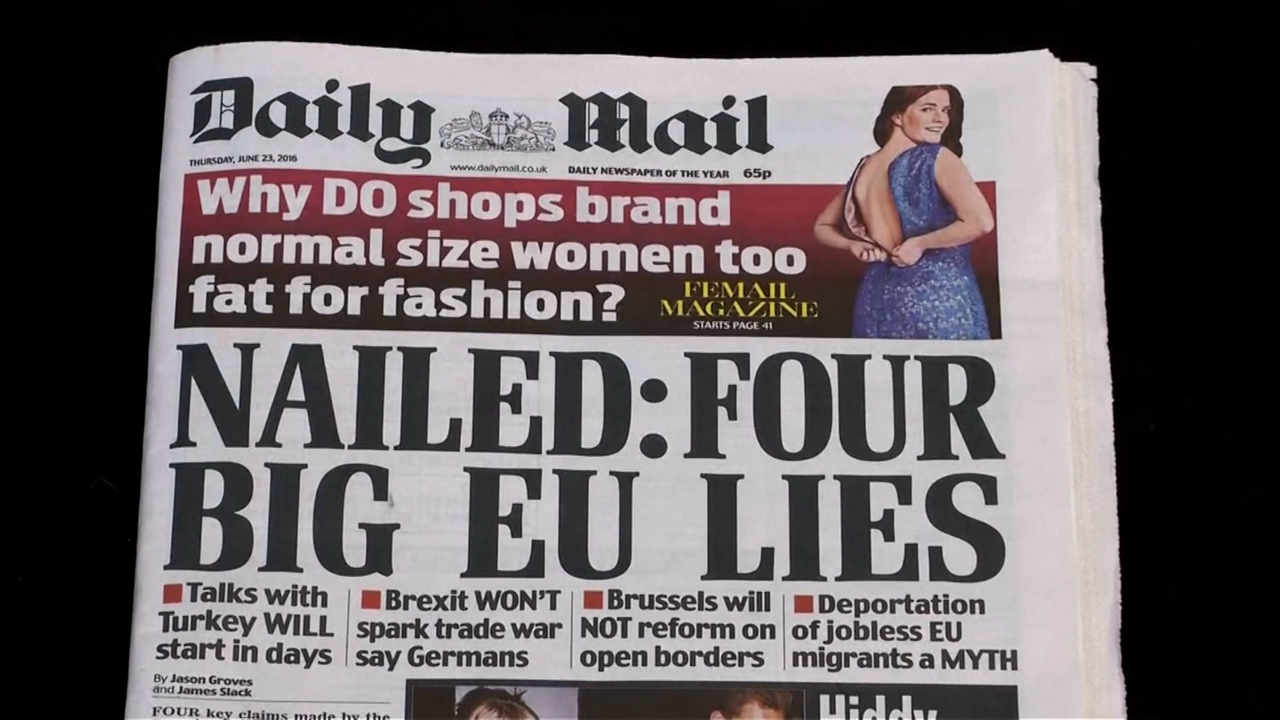 Daily Mail
THURSDAY, JUNE 23, 2016
www.dailymail.co.uk
DAILY NEWSPAPER OF THE YEAR 65p
Why DO shops brand
normal size women too
fat for fashion?
FEMAIL
MAGAZINE
STARTS PAGE 41
NAILED: FOUR
BIG EU LIES
Talks with
Turkey WILL
start in days
Brexit WON'T
spark trade war
say Germans
Brussels will
NOT reform on
open borders
Deportation
of jobless EU
migrants a MYTH
By Jason Groves
and James Slack
FOUR key claims made by the
Hiddy